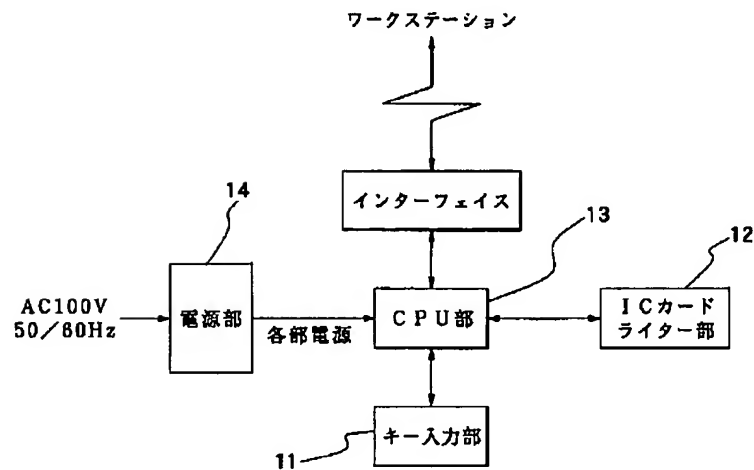 ワークステーション
インターフェイス
14
13
12
AC100V
50／60Hz
電源部
各部電源
CPU部
ICカード
ライター部
キー入力部
11